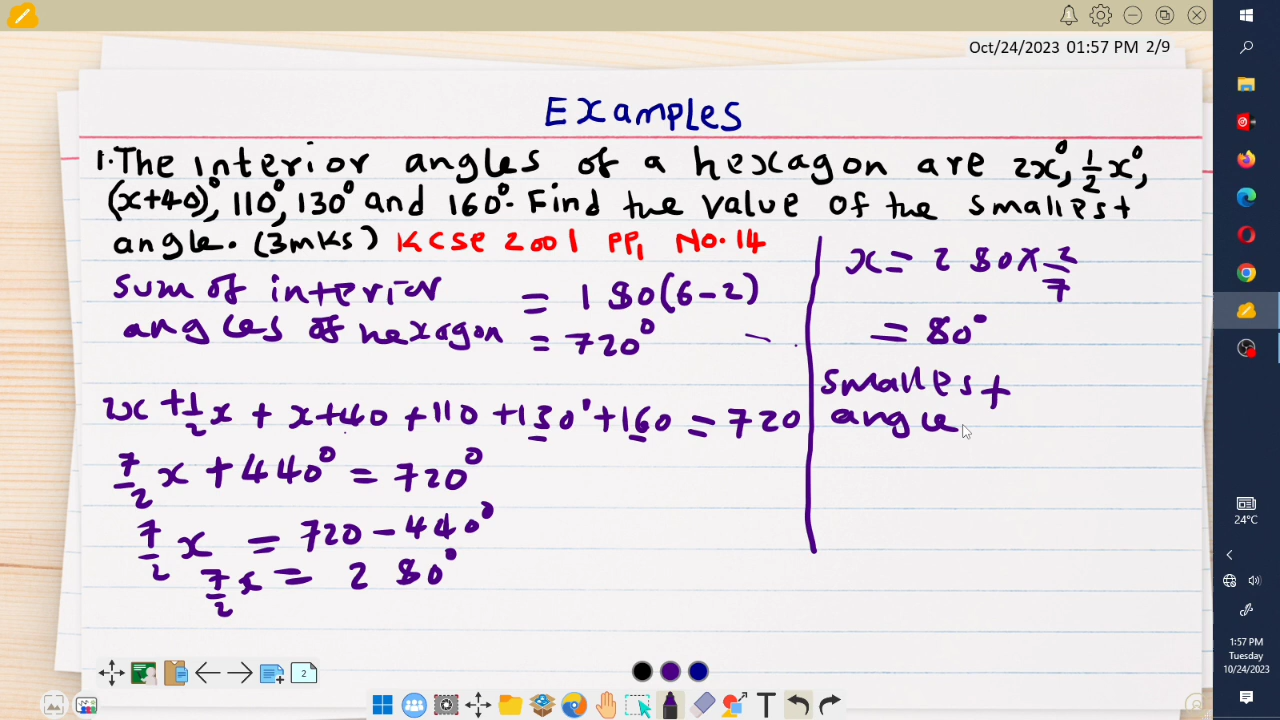 Oct/24/2023 01:57 PM 2/9
Examples
1. The interior angles of a hexagon are 2x°, 1/2 x°,
(x+40)°, 110°, 130° and 160°. Find the value of the smallest
angle. (3mks) KCSE 2001 PP1 No. 14
Sum of interior
angles of hexagon
= 180(6-2)
= 720°
2x + 1/2 x + x+40 + 110 + 130° + 160 = 720
7/2 x + 440° = 720°
7/2 x = 720 - 440°
7/2 x = 280°
x = 280 x 2/7
= 80°
smallest
angle
2
T
24°C
1:57 PM
Tuesday
10/24/2023